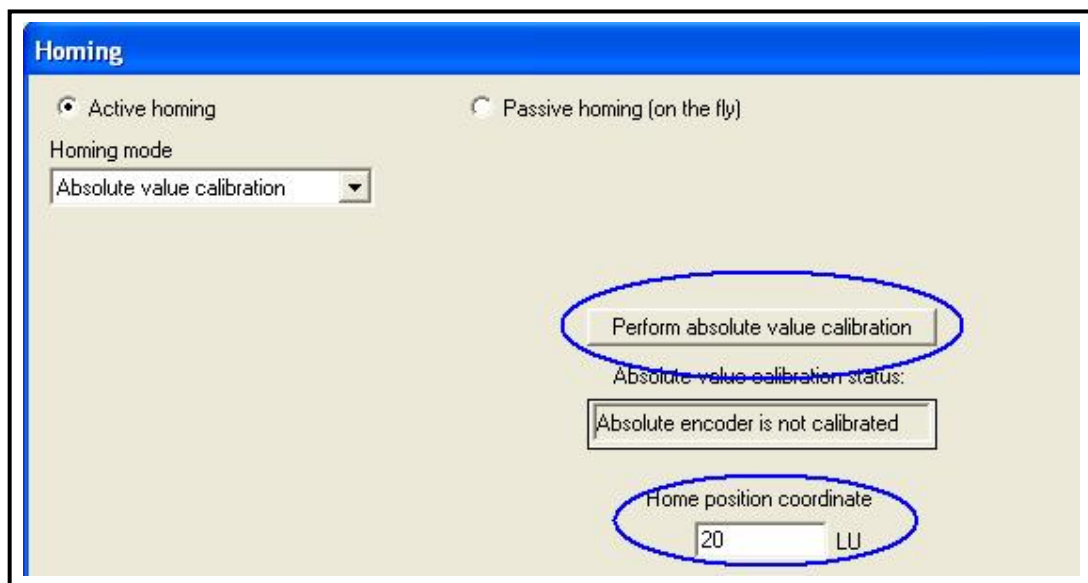 Homing
Active homing Passive homing (on the fly)
Homing mode
Absolute value calibration
Perform absolute value calibration
Absolute value calibration status:
Absolute encoder is not calibrated
Home position coordinate
20 LU